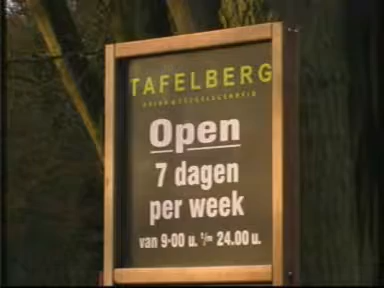 TAFELBERG
Open
7 dagen
per week
van 9-00 u. t/m 24.00 u.